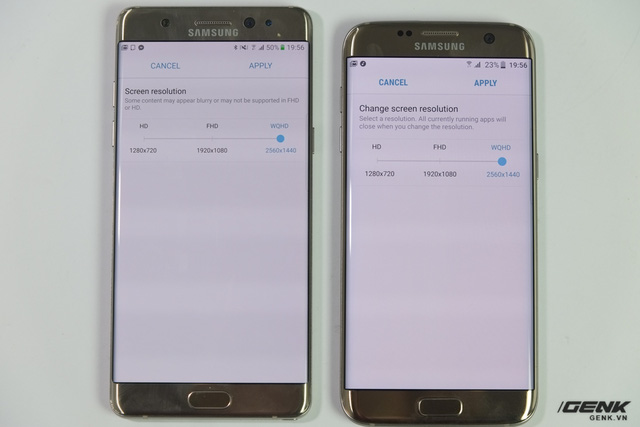 SAMSUNG
50% 19:56
CANCEL APPLY
Screen resolution
Some content may appear blurry or may not be supported in FHD
or HD.
HD FHD WQHD
1280x720 1920x1080 2560x1440
SAMSUNG
23% 19:56
CANCEL APPLY
Change screen resolution
Select a resolution. All currently running apps will
close when you change the resolution.
HD FHD WQHD
1280x720 1920x1080 2560x1440
GENK
GENK.VN